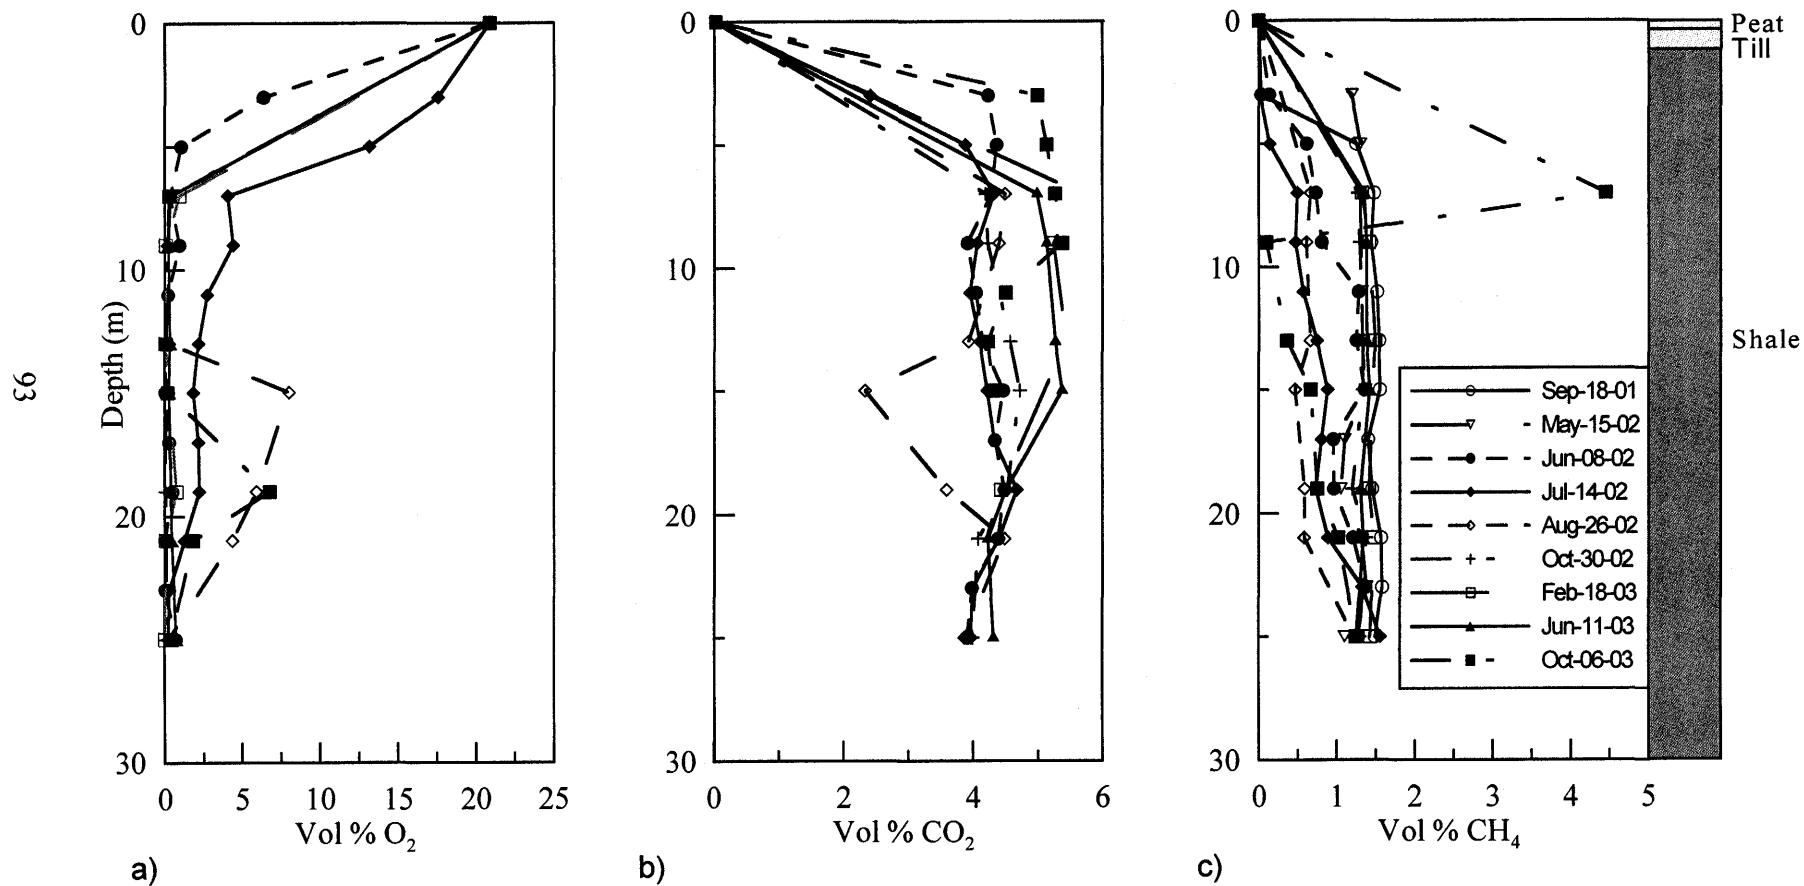 0
10
20
30
Depth (m)
0 5 10 15 20 25
Vol % O₂
a)
0
10
20
30
0 2 4 6
Vol % CO₂
b)
0
10
20
30
0 1 2 3 4 5
Vol % CH₄
c)
Peat
Till
Shale
Sep-18-01
May-15-02
Jun-08-02
Jul-14-02
Aug-26-02
Oct-30-02
Feb-18-03
Jun-11-03
Oct-06-03
93